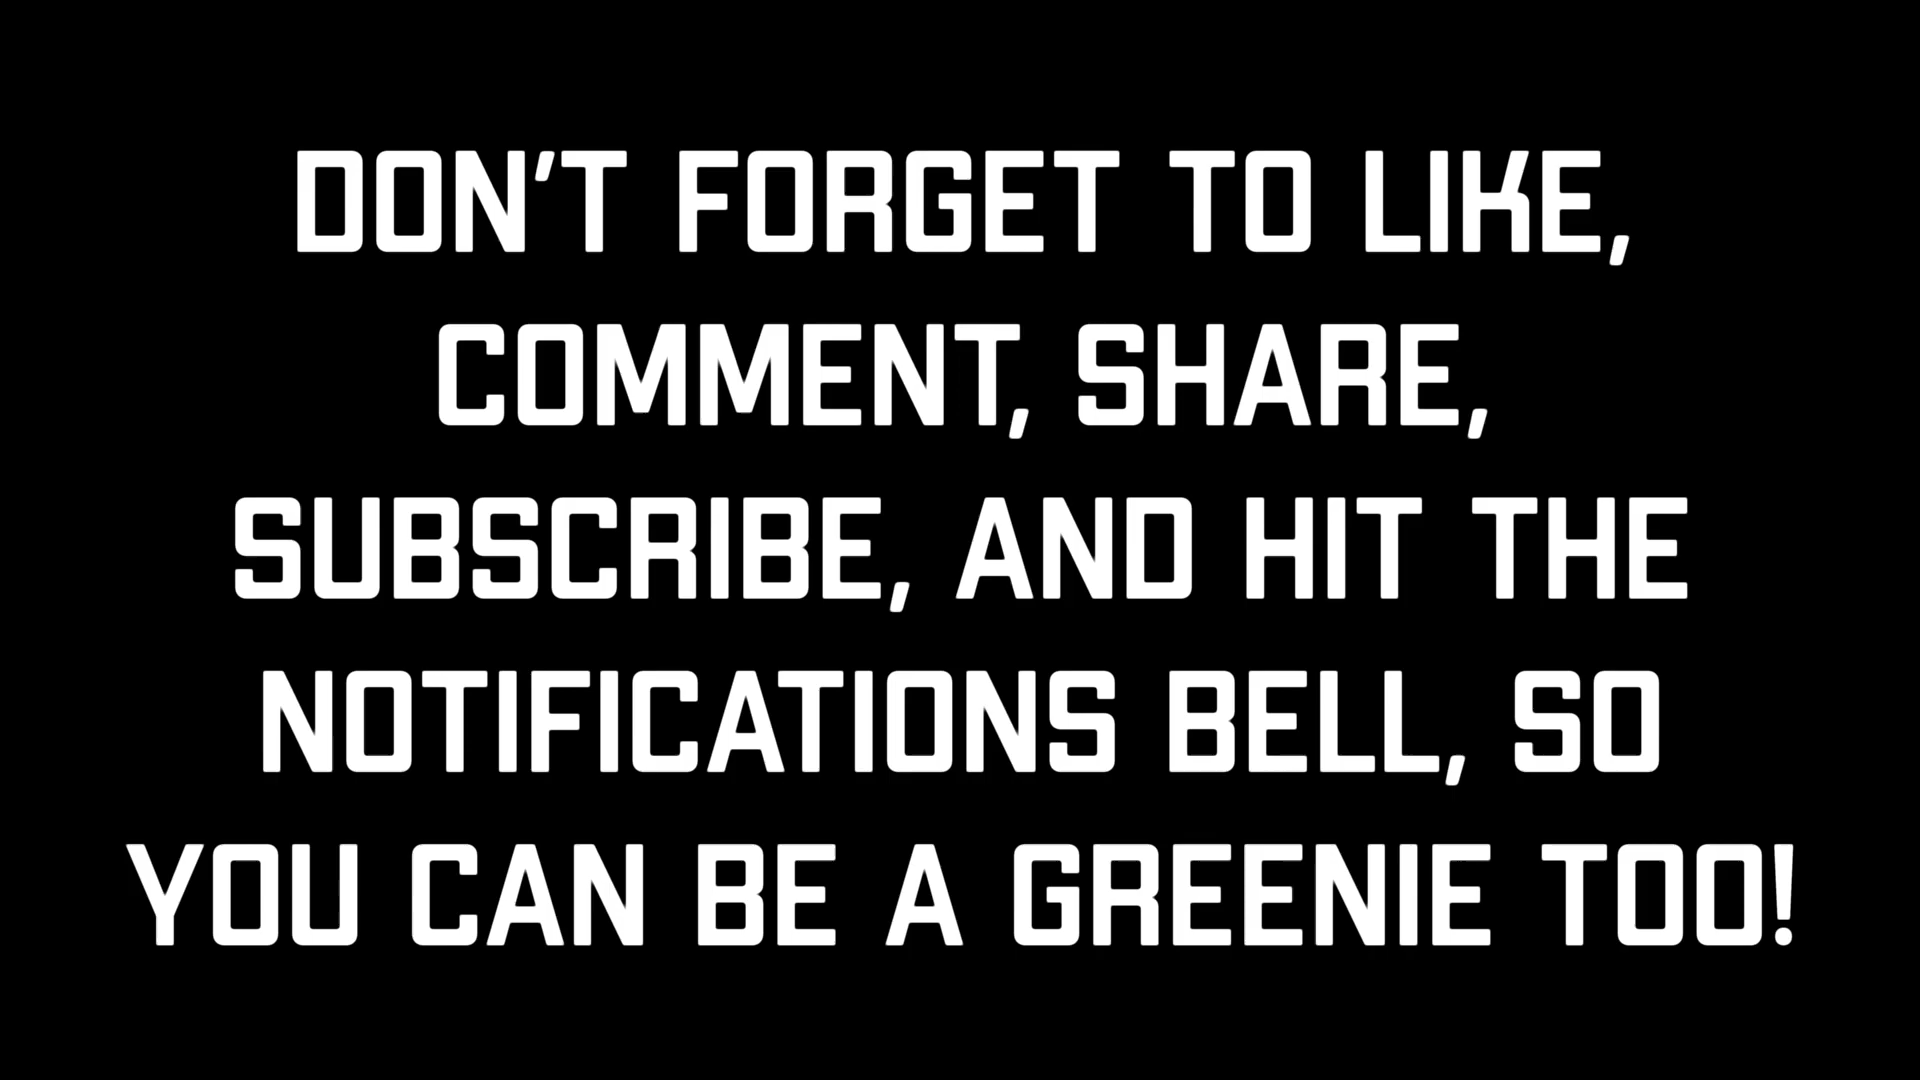 DON'T FORGET TO LIKE,
COMMENT, SHARE,
SUBSCRIBE, AND HIT THE
NOTIFICATIONS BELL, SO
YOU CAN BE A GREENIE TOO!